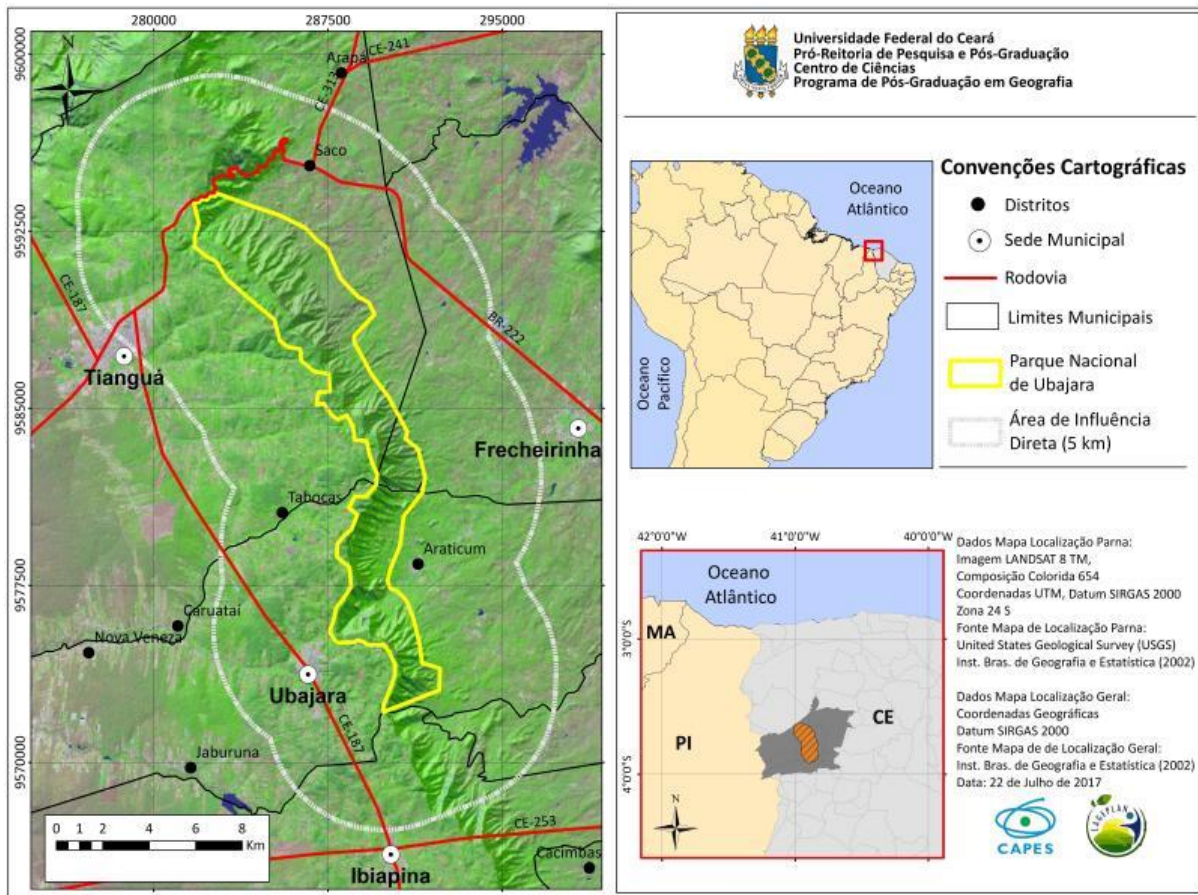 280000
287500
295000
9600000
9592500
9585000
9577500
9570000
N
CE-241
Arapá
CE-313
Saco
CE-187
Tianguá
BR-222
Frecheirinha
Tabocas
Araticum
Caruataí
Nova Veneza
Ubajara
CE-187
Jaburuna
CE-253
Cacimbas
Ibiapina
0 1 2 4 6 8
Km
Universidade Federal do Ceará
Pró-Reitoria de Pesquisa e Pós-Graduação
Centro de Ciências
Programa de Pós-Graduação em Geografia
Oceano
Atlântico
Oceano
Pacífico
Convenções Cartográficas
Distritos
Sede Municipal
Rodovia
Limites Municipais
Parque Nacional
de Ubajara
Área de Influência
Direta (5 km)
42°0'0"W
41°0'0"W
40°0'0"W
3°0'0"S
4°0'0"S
Oceano
Atlântico
MA
PI
CE
N
Dados Mapa Localização Parna:
Imagem LANDSAT 8 TM,
Composição Colorida 654
Coordenadas UTM, Datum SIRGAS 2000
Zona 24 S
Fonte Mapa de Localização Parna:
United States Geological Survey (USGS)
Inst. Bras. de Geografia e Estatística (2002)
Dados Mapa Localização Geral:
Coordenadas Geográficas
Datum SIRGAS 2000
Fonte Mapa de de Localização Geral:
Inst. Bras. de Geografia e Estatística (2002)
Data: 22 de Julho de 2017
CAPES
LAGEPLAN